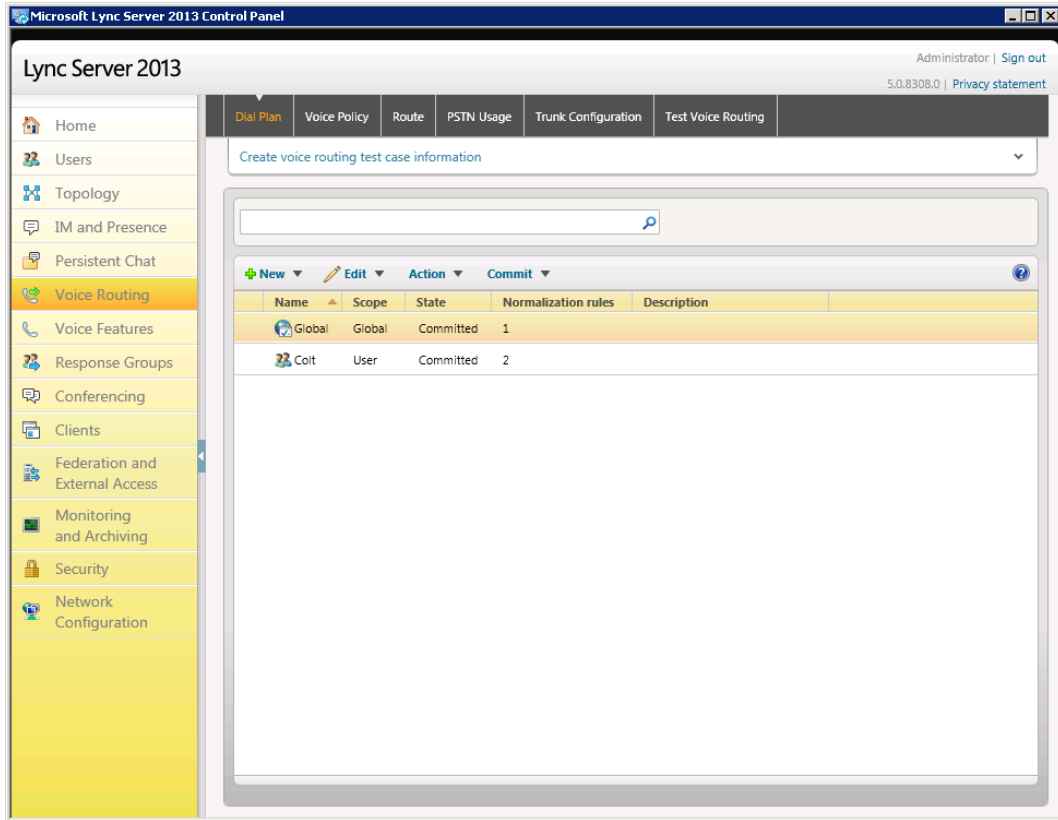 Microsoft Lync Server 2013 Control Panel
Lync Server 2013
Administrator | Sign out
5.0.8308.0 | Privacy statement
Home
Users
Topology
IM and Presence
Persistent Chat
Voice Routing
Voice Features
Response Groups
Conferencing
Clients
Federation and
External Access
Monitoring
and Archiving
Security
Network
Configuration
Dial Plan Voice Policy Route PSTN Usage Trunk Configuration Test Voice Routing
Create voice routing test case information
New Edit Action Commit
Name Scope State Normalization rules Description
Global Global Committed 1
Colt User Committed 2